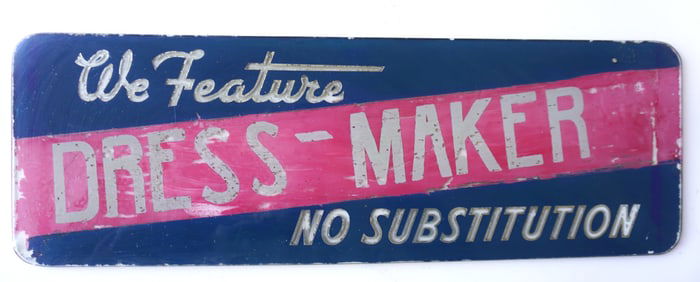 We Feature
DRESS-MAKER
NO SUBSTITUTION